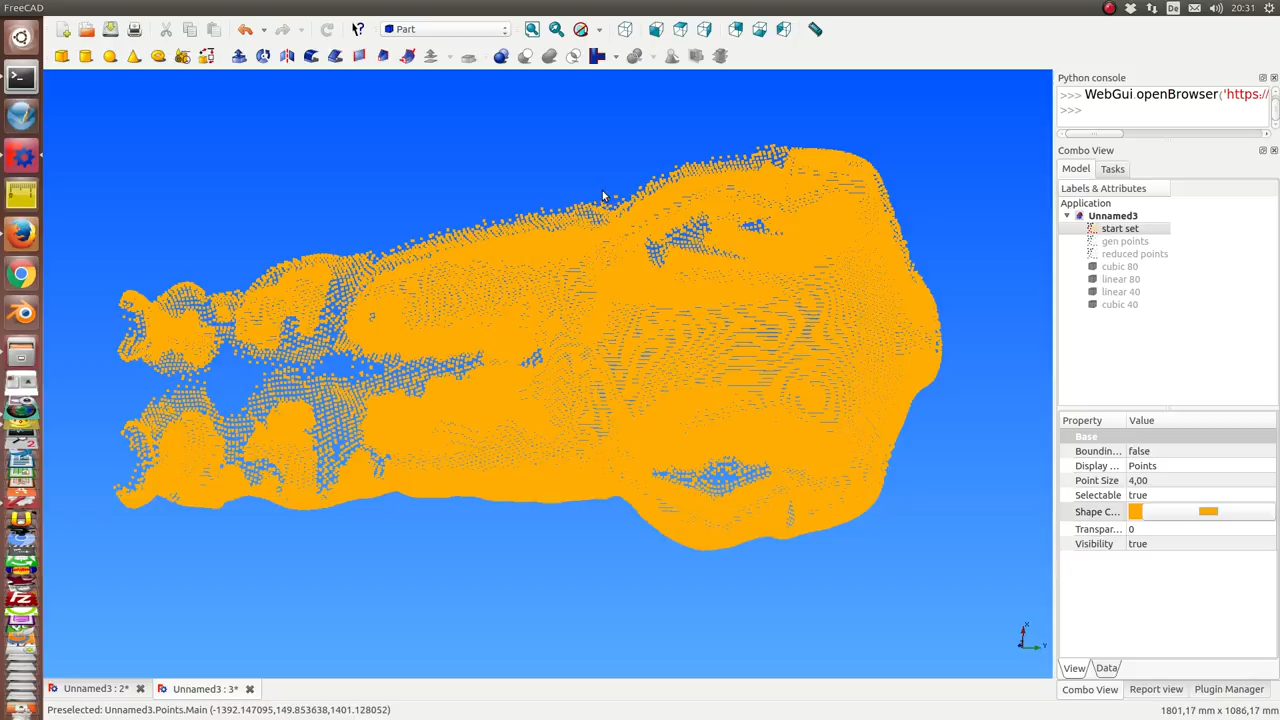 FreeCAD
De
20:31
Part
Python console
>>> WebGui.openBrowser('https://
>>>
Combo View
Model
Tasks
Labels & Attributes
Application
Unnamed3
start set
gen points
reduced points
cubic 80
linear 80
linear 40
cubic 40
Property Value
Base
Boundin... false
Display ... Points
Point Size 4,00
Selectable true
Shape C...
Transpar... 0
Visibility true
X
Y
View
Data
Unnamed3 : 2*
Unnamed3 : 3*
Combo View
Report view
Plugin Manager
Preselected: Unnamed3.Points.Main (-1392.147095,149.853638,1401.128052)
1801,17 mm x 1086,17 mm